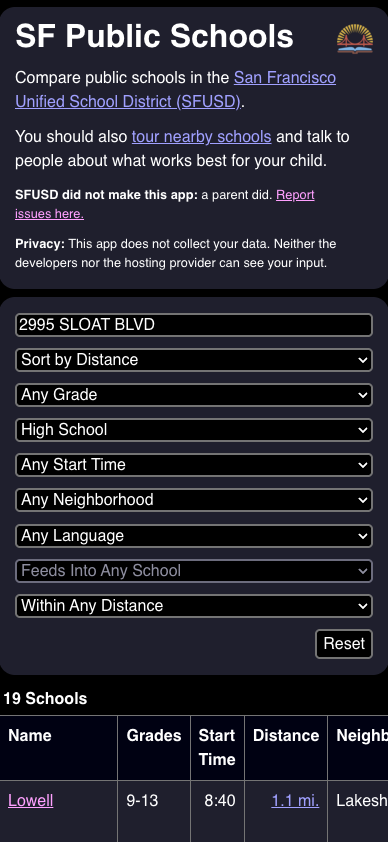 SF Public Schools
Compare public schools in the San Francisco
Unified School District (SFUSD).
You should also tour nearby schools and talk to
people about what works best for your child.
SFUSD did not make this app: a parent did. Report
issues here.
Privacy: This app does not collect your data. Neither the
developers nor the hosting provider can see your input.
2995 SLOAT BLVD
Sort by Distance
Any Grade
High School
Any Start Time
Any Neighborhood
Any Language
Feeds Into Any School
Within Any Distance
Reset
19 Schools
Name Grades Start Distance Neighb
Time
Lowell 9-13 8:40 1.1 mi. Lakesh